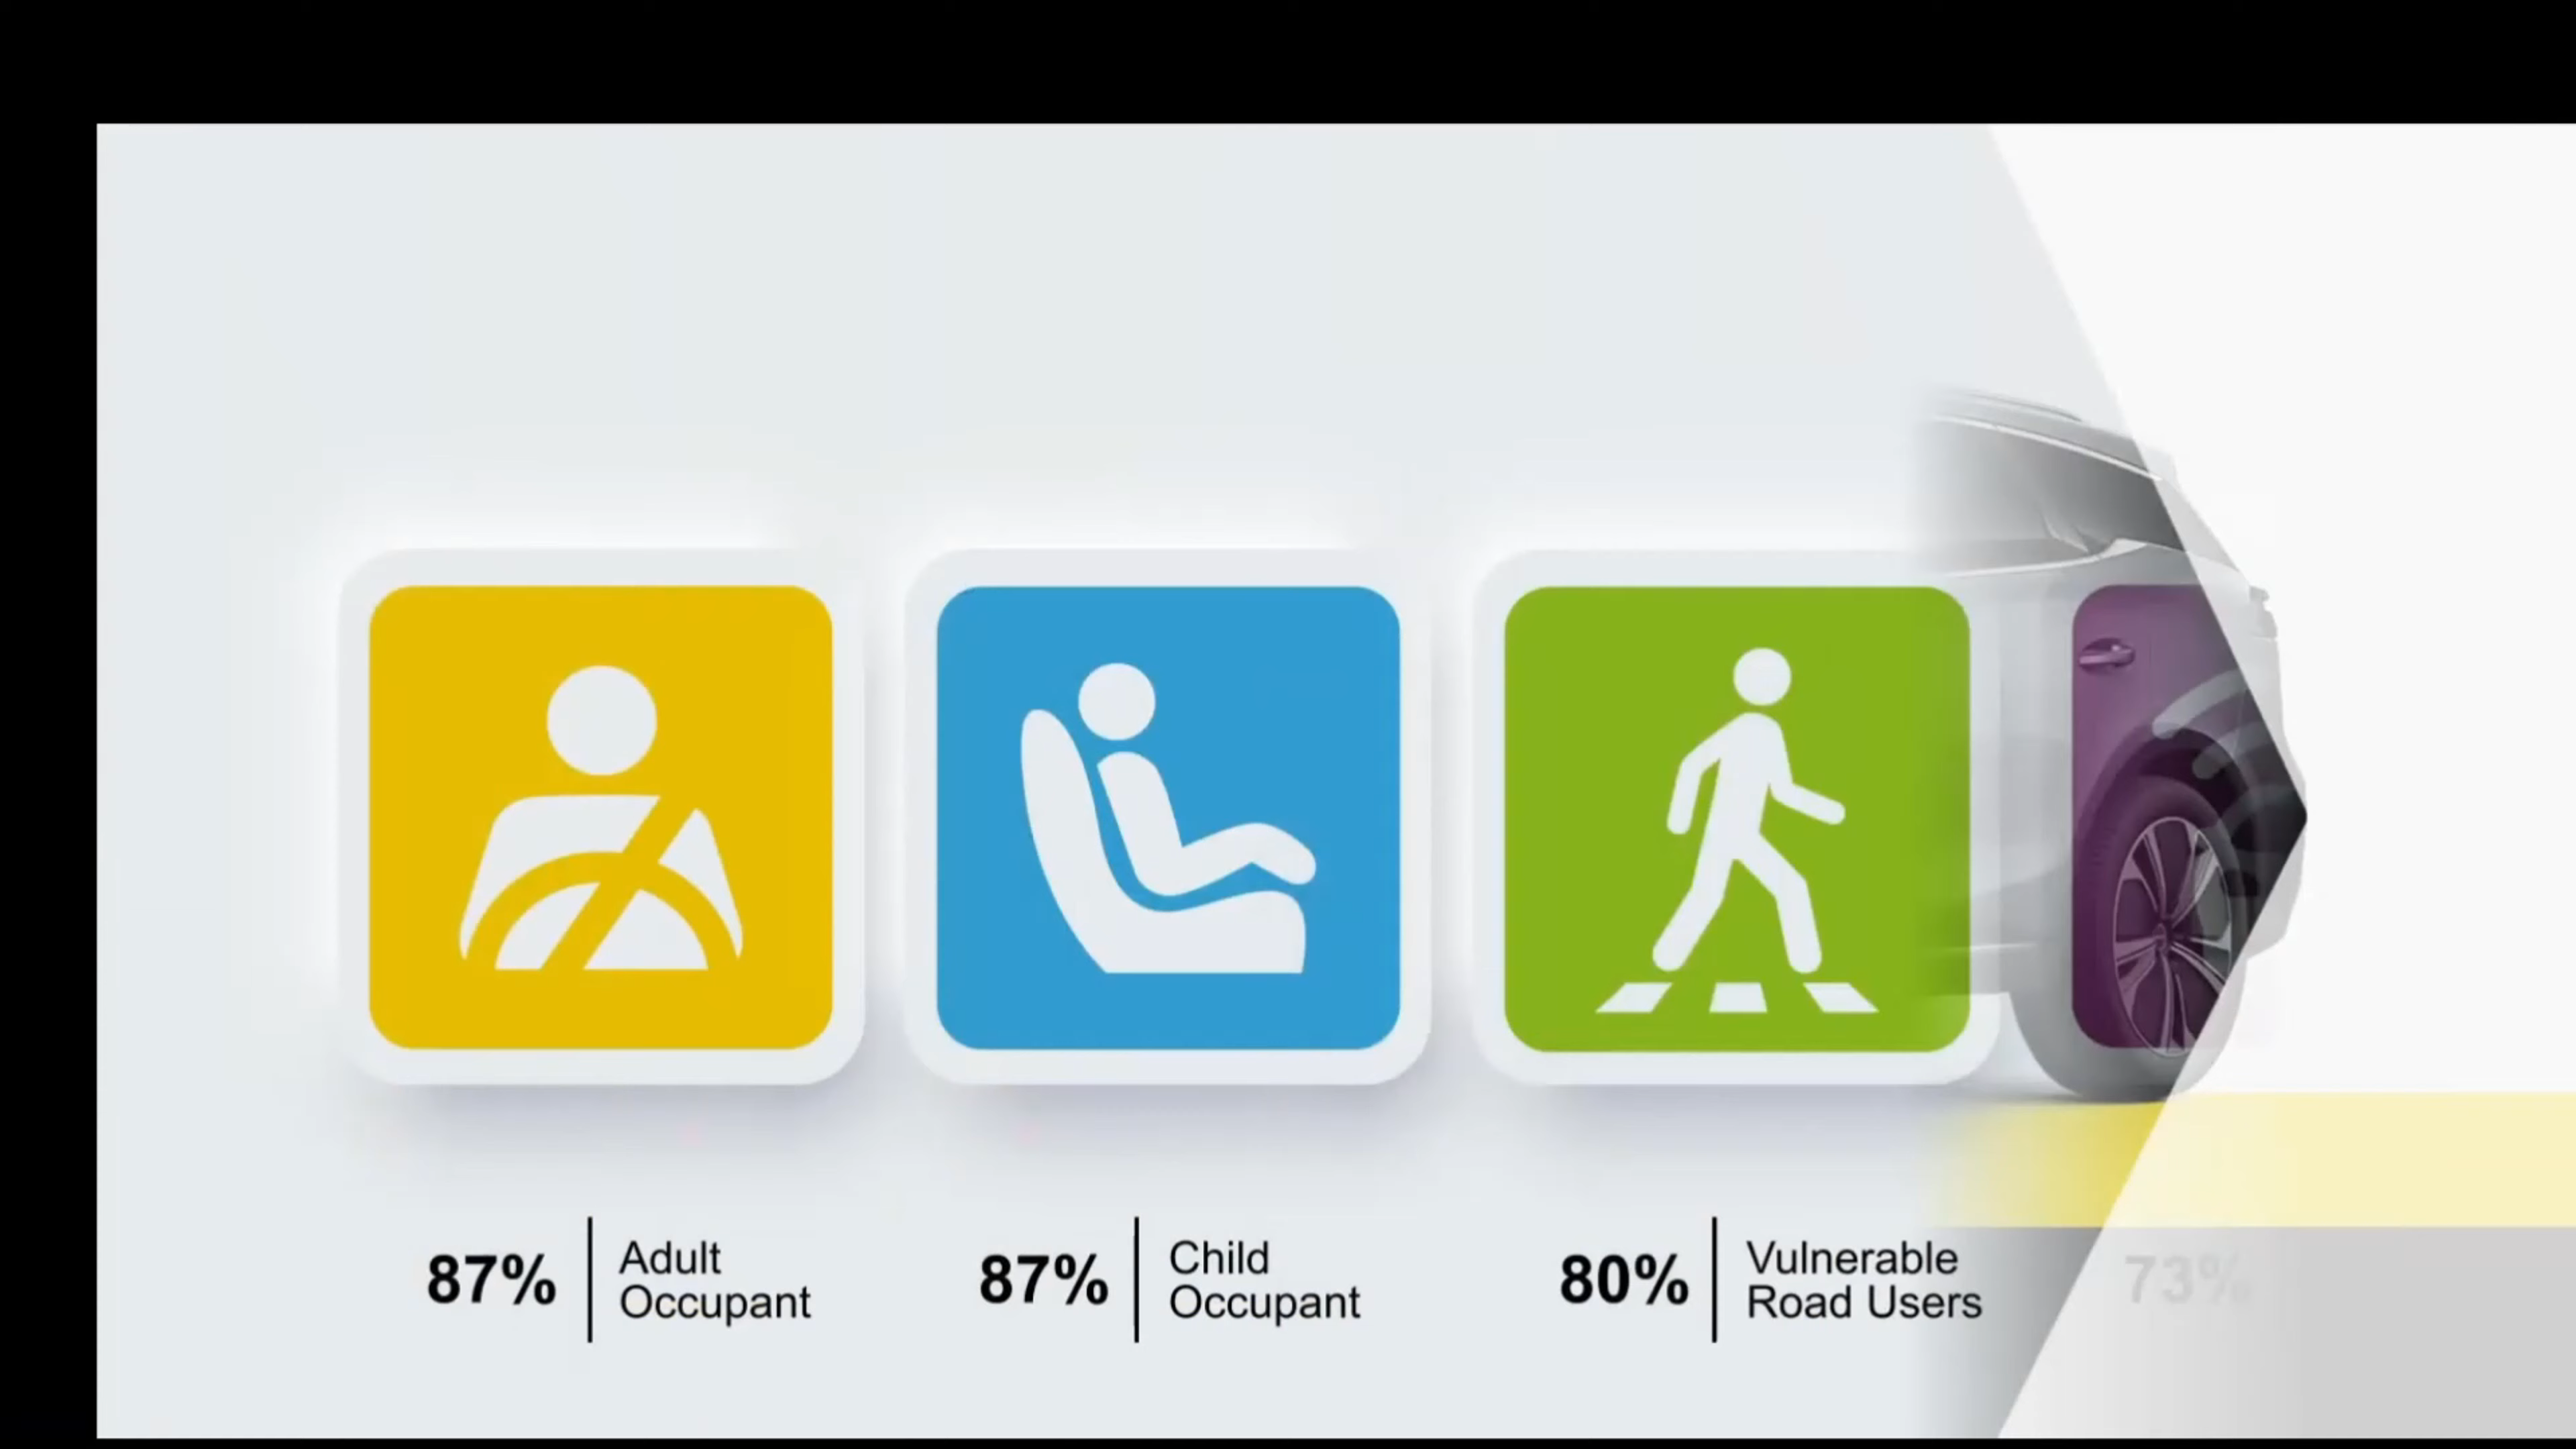 87%
Adult
Occupant
87%
Child
Occupant
80%
Vulnerable
Road Users
73%